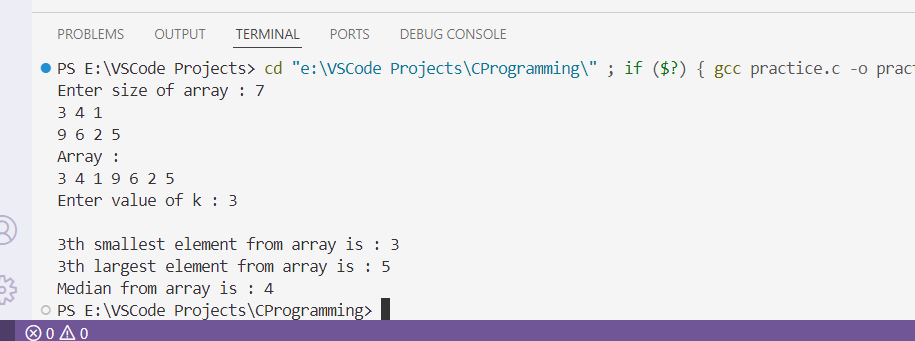 PROBLEMS OUTPUT TERMINAL PORTS DEBUG CONSOLE
PS E:\VSCode Projects> cd "e:\VSCode Projects\CProgramming\" ; if ($?) { gcc practice.c -o pract
Enter size of array : 7
3 4 1
9 6 2 5
Array :
3 4 1 9 6 2 5
Enter value of k : 3
3th smallest element from array is : 3
3th largest element from array is : 5
Median from array is : 4
PS E:\VSCode Projects\CProgramming>
0 0